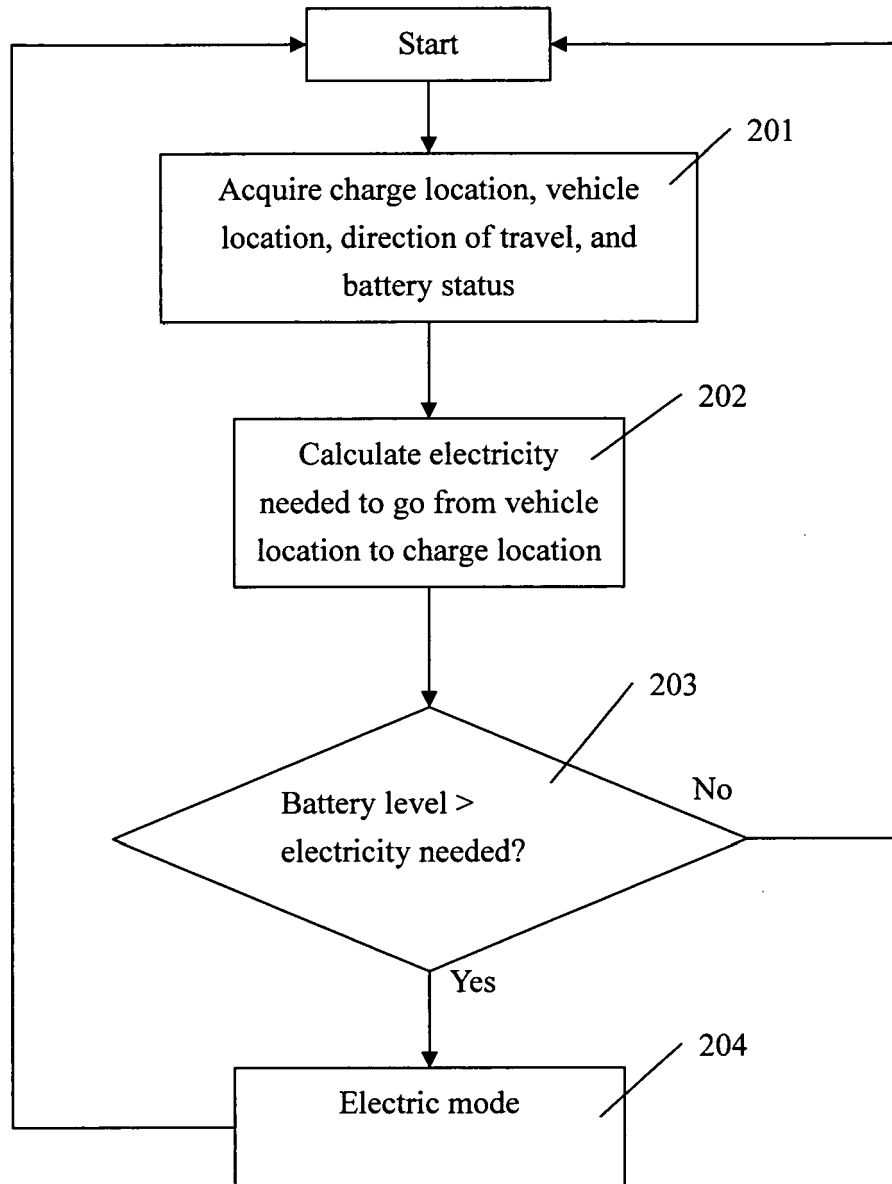 Start
201
Acquire charge location, vehicle
location, direction of travel, and
battery status
202
Calculate electricity
needed to go from vehicle
location to charge location
203
Battery level >
electricity needed?
No
Yes
204
Electric mode